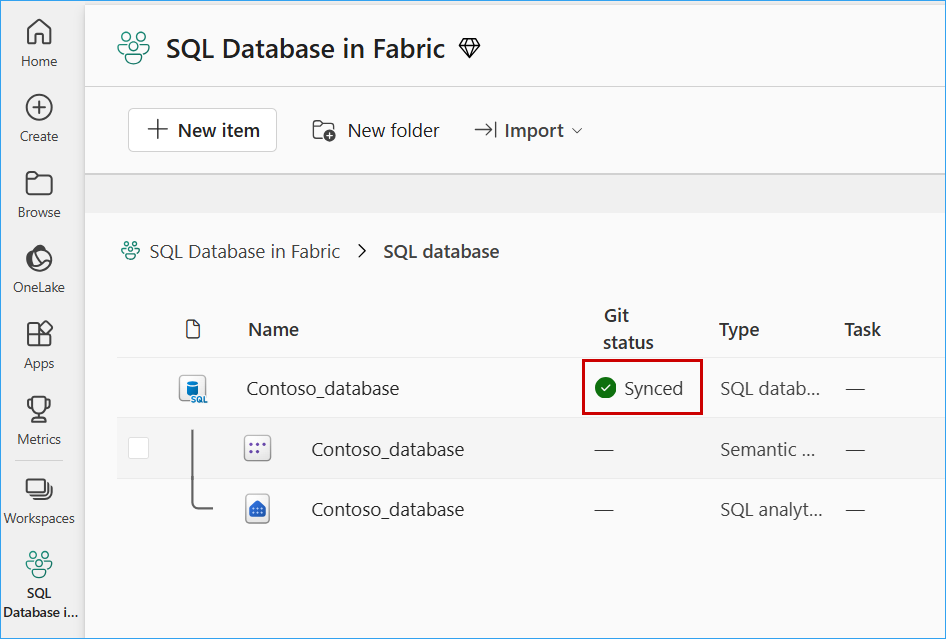 Home
Create
Browse
OneLake
Apps
Metrics
Workspaces
SQL
Database i...
SQL Database in Fabric
New item
New folder
Import
SQL Database in Fabric > SQL database
Name
Git
status
Type
Task
Contoso_database
Synced
SQL datab...
—
SQL
Contoso_database
—
Semantic ...
—
Contoso_database
—
SQL analyt...
—